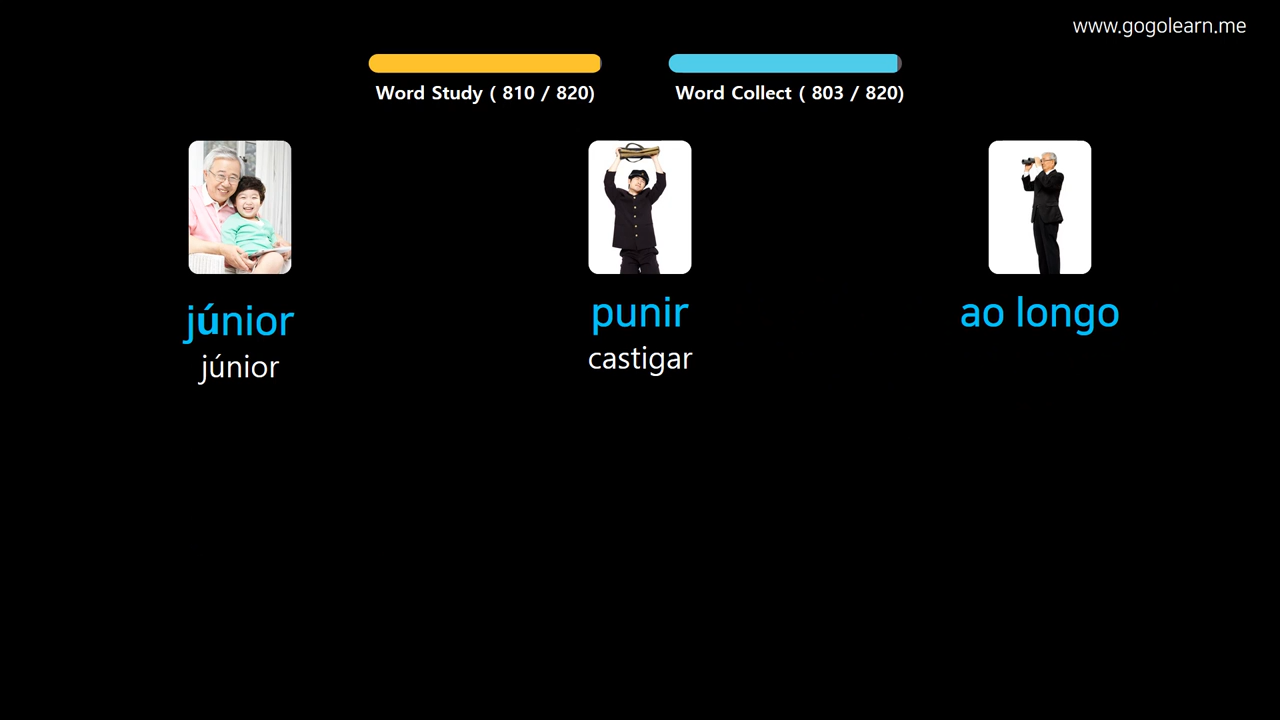 www.gogolearn.me
Word Study ( 810 / 820)
Word Collect ( 803 / 820)
júnior
júnior
punir
castigar
ao longo